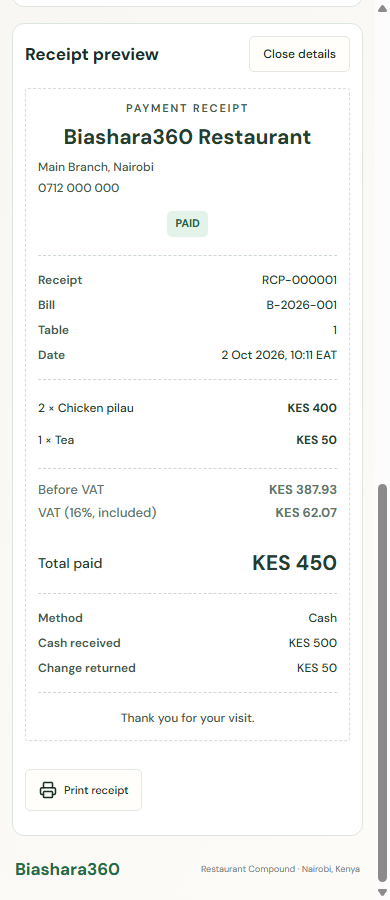 Receipt preview
Close details
PAYMENT RECEIPT
Biashara360 Restaurant
Main Branch, Nairobi
0712 000 000
PAID
Receipt RCP-000001
Bill B-2026-001
Table 1
Date 2 Oct 2026, 10:11 EAT
2 × Chicken pilau KES 400
1 × Tea KES 50
Before VAT KES 387.93
VAT (16%, included) KES 62.07
Total paid KES 450
Method Cash
Cash received KES 500
Change returned KES 50
Thank you for your visit.
Print receipt
Biashara360 Restaurant Compound · Nairobi, Kenya